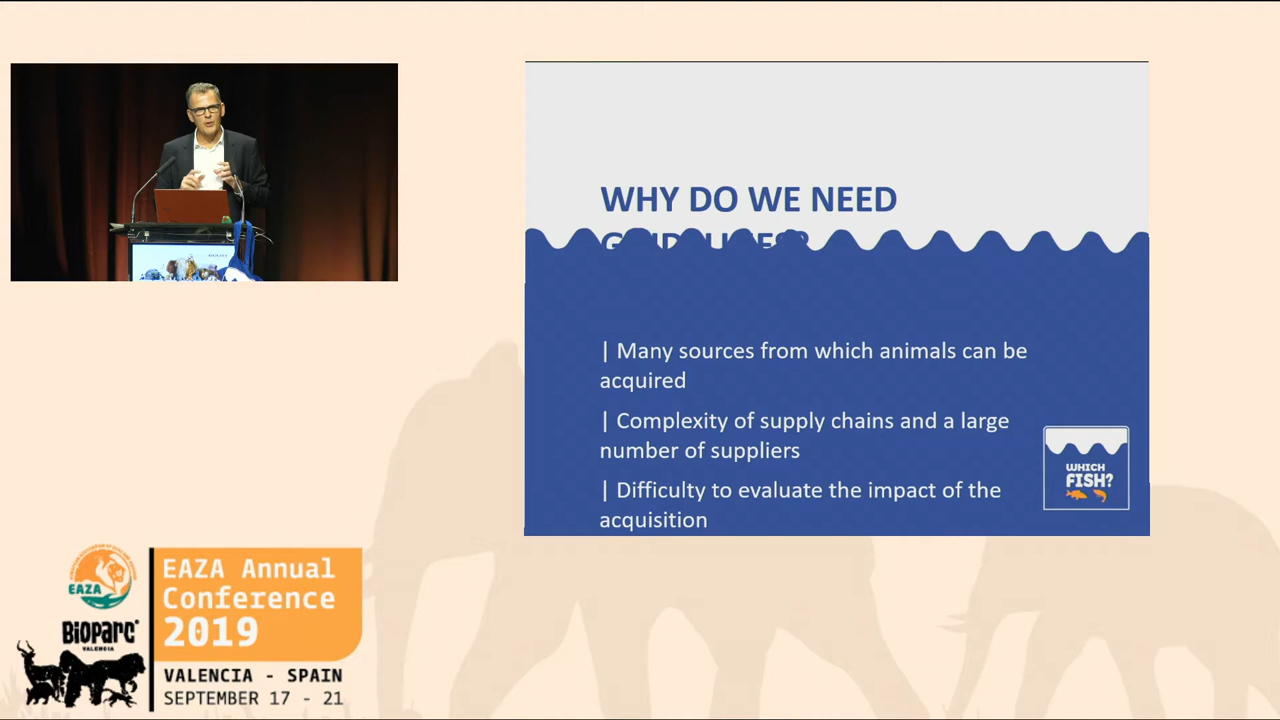 WHY DO WE NEED
GUIDELINES?
| Many sources from which animals can be
acquired
| Complexity of supply chains and a large
number of suppliers
| Difficulty to evaluate the impact of the
acquisition
WHICH
FISH?
EAZA
BIOPARC
VALENCIA
EAZA Annual
Conference
2019
VALENCIA - SPAIN
SEPTEMBER 17 - 21